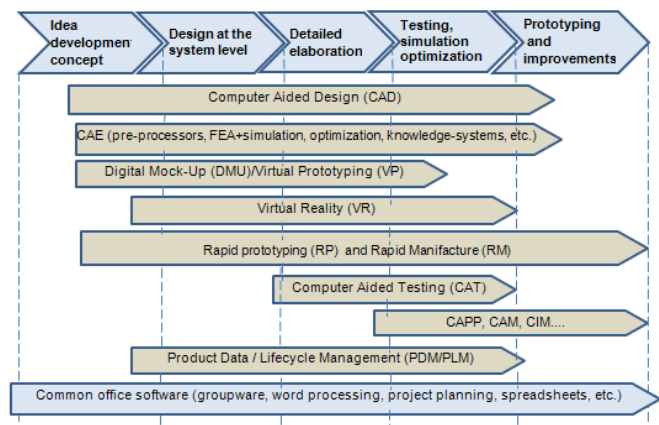 Idea
development
concept
Design at the
system level
Detailed
elaboration
Testing,
simulation
optimization
Prototyping
and
improvements
Computer Aided Design (CAD)
CAE (pre-processors, FEA+simulation, optimization, knowledge-systems, etc.)
Digital Mock-Up (DMU)/Virtual Prototyping (VP)
Virtual Reality (VR)
Rapid prototyping (RP) and Rapid Manifacture (RM)
Computer Aided Testing (CAT)
CAPP, CAM, CIM....
Product Data / Lifecycle Management (PDM/PLM)
Common office software (groupware, word processing, project planning, spreadsheets, etc.)